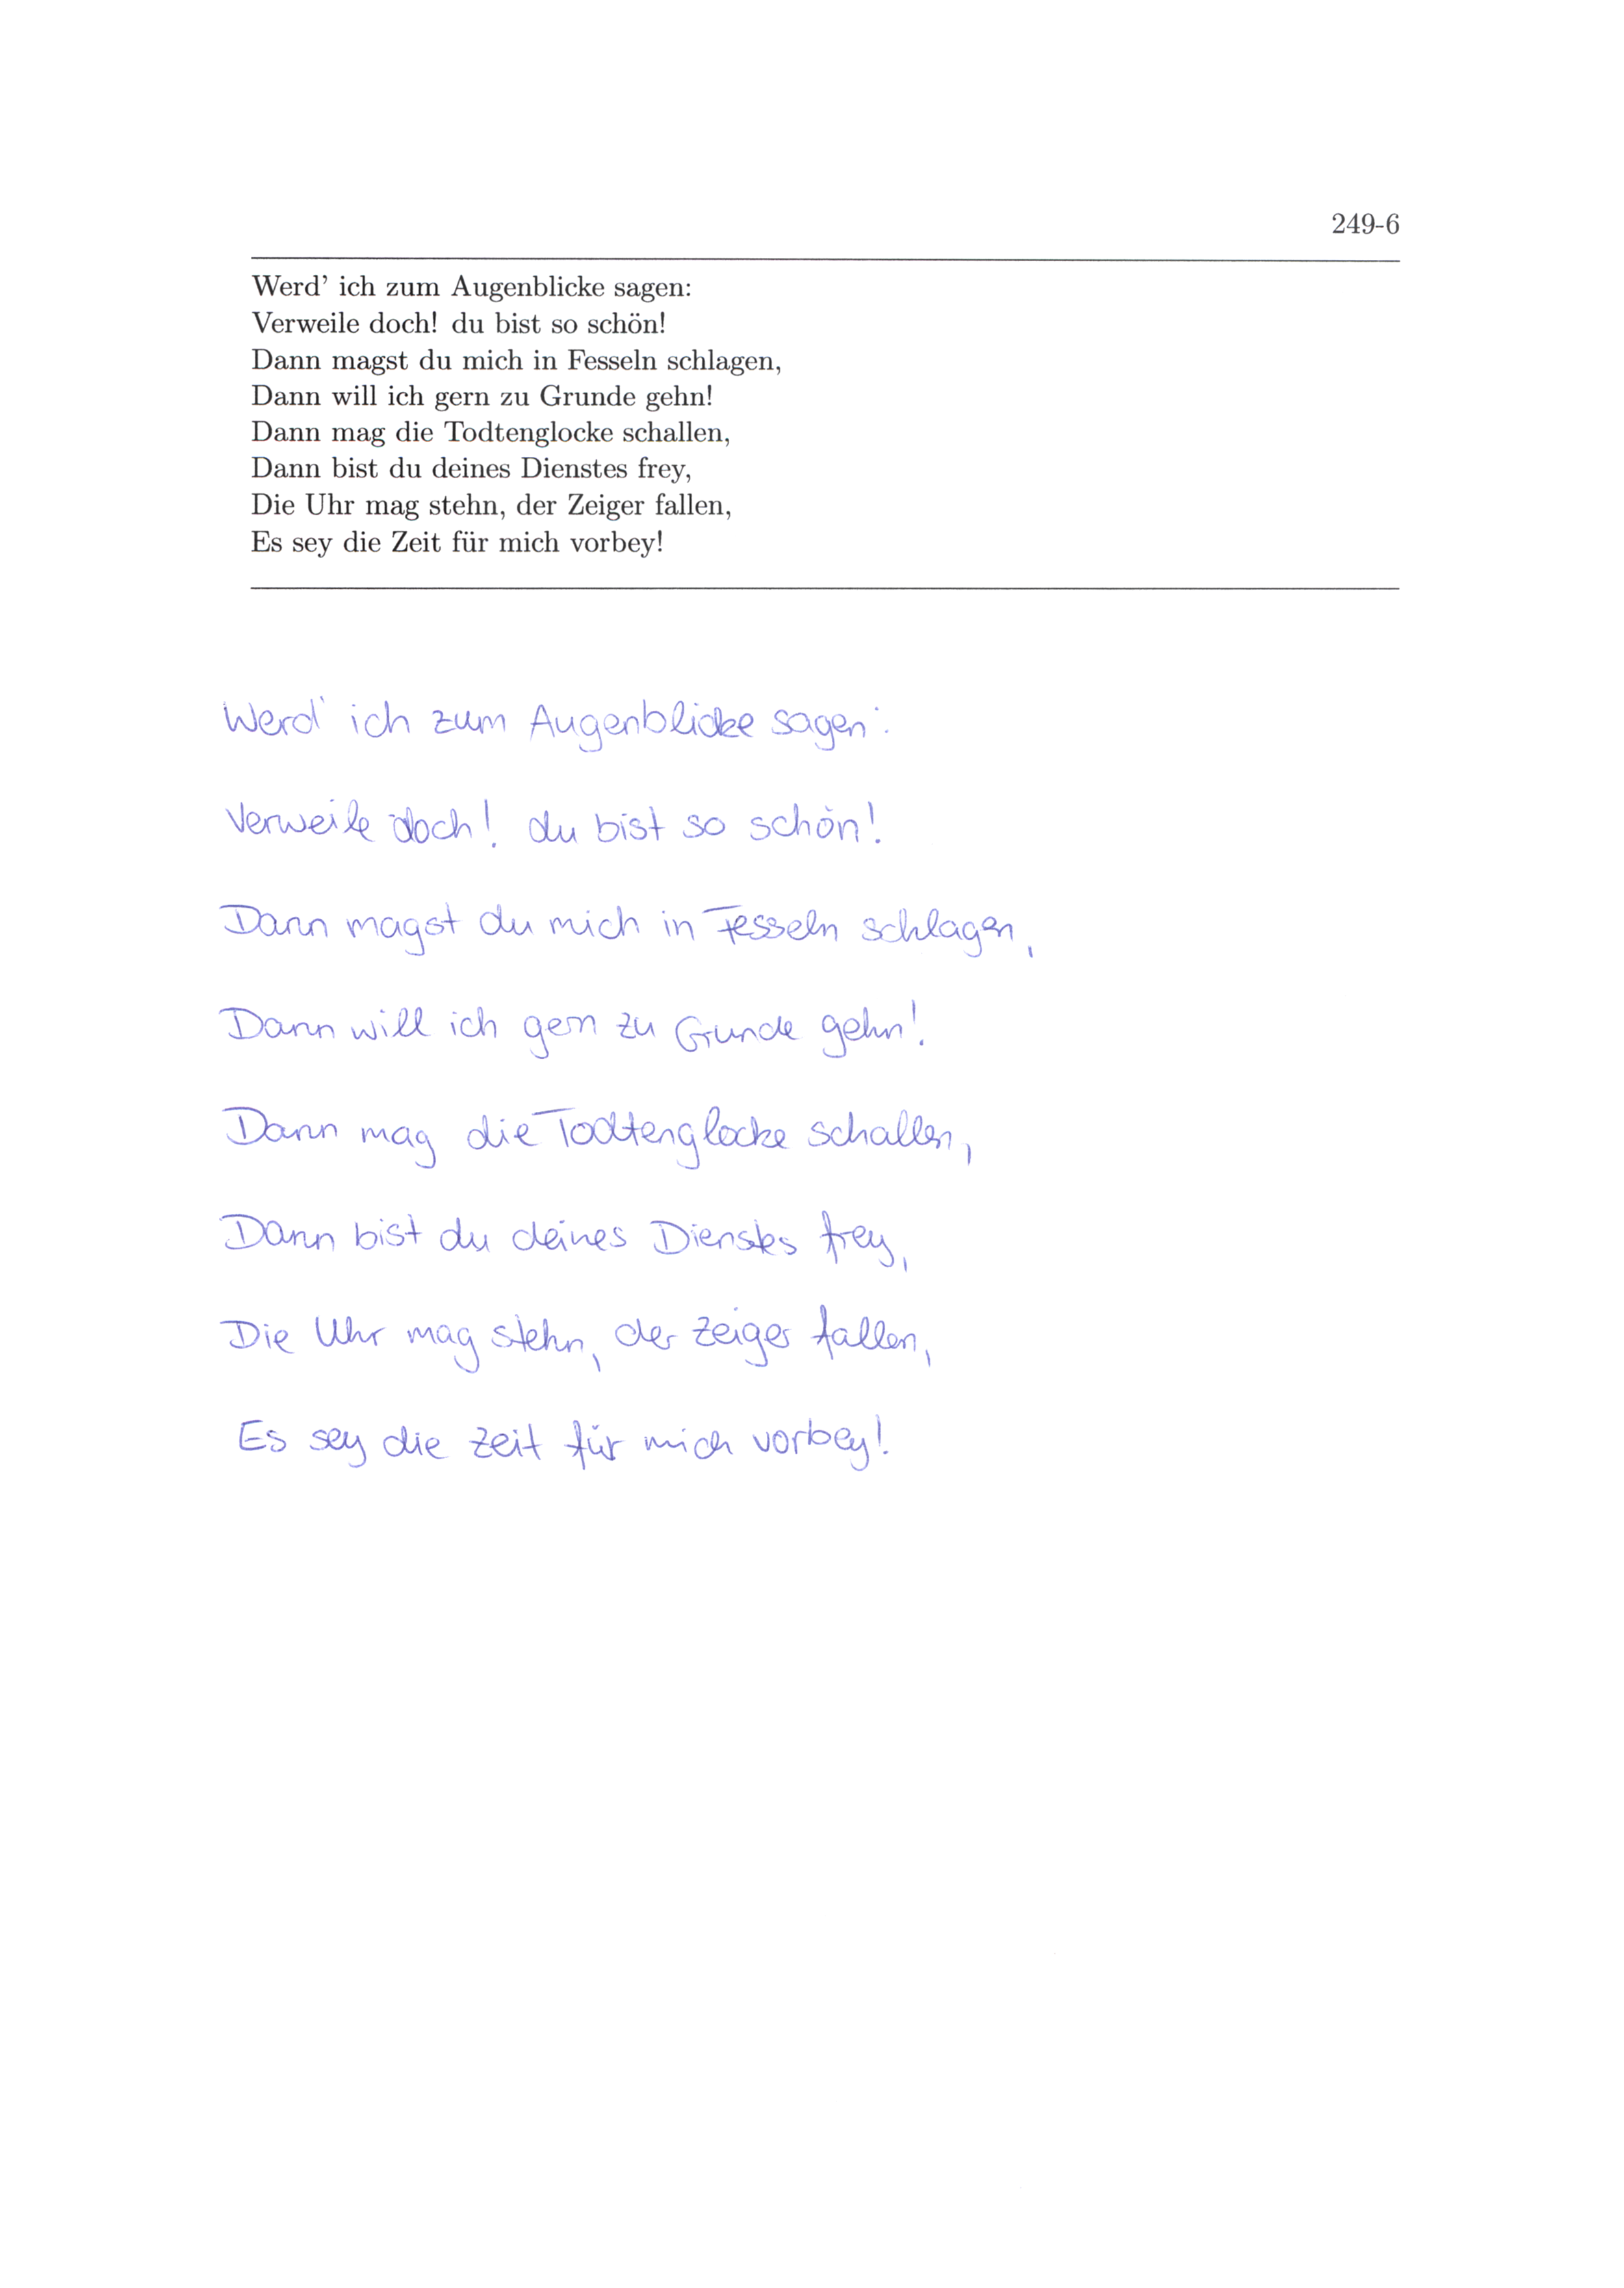 249-6
Werd' ich zum Augenblicke sagen:
Verweile doch! du bist so schön!
Dann magst du mich in Fesseln schlagen,
Dann will ich gern zu Grunde gehn!
Dann mag die Todtenglocke schallen,
Dann bist du deines Dienstes frey,
Die Uhr mag stehn, der Zeiger fallen,
Es sey die Zeit für mich vorbey!
Werd' ich zum Augenblicke sagen:
Verweile doch! du bist so schön!
Dann magst du mich in Fesseln schlagen,
Dann will ich gern zu Grunde gehn!
Dann mag die Todtenglocke schallen,
Dann bist du deines Dienstes frey,
Die Uhr mag stehn, der Zeiger fallen,
Es sey die Zeit für mich vorbey!